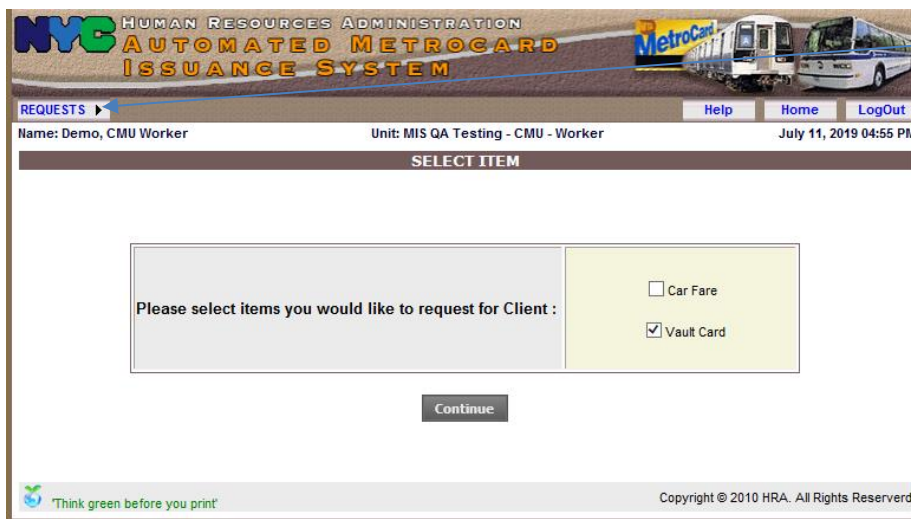 NYC HUMAN RESOURCES ADMINISTRATION
AUTOMATED METROCARD
ISSUANCE SYSTEM
MetroCard
REQUESTS
Help Home LogOut
Name: Demo, CMU Worker Unit: MIS QA Testing - CMU - Worker July 11, 2019 04:55 PM
SELECT ITEM
Please select items you would like to request for Client :
Car Fare
Vault Card
Continue
'Think green before you print' Copyright © 2010 HRA. All Rights Reserverd